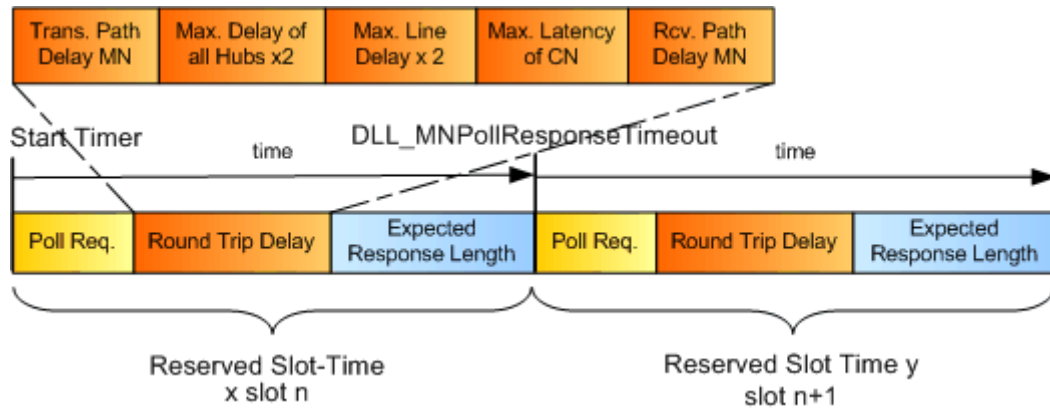 Trans. Path
Delay MN
Max. Delay of
all Hubs x2
Max. Line
Delay x 2
Max. Latency
of CN
Rcv. Path
Delay MN
Start Timer
time
DLL_MNPollResponseTimeout
time
Poll Req.
Round Trip Delay
Expected
Response Length
Poll Req.
Round Trip Delay
Expected
Response Length
Reserved Slot-Time
x slot n
Reserved Slot Time y
slot n+1